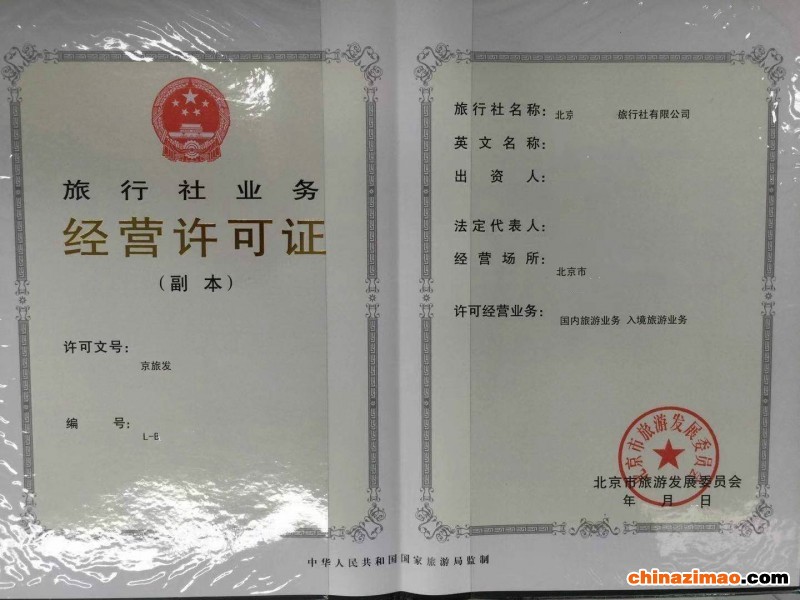 旅行社业务
经营许可证
（副本）
许可文号：
京旅发
编 号：
L-B
旅行社名称：北京 旅行社有限公司
英文名称：
出资人：
法定代表人：
经营场所：
北京市
许可经营业务：
国内旅游业务 入境旅游业务
北京市旅游发展委员会
北京市旅游发展委员会
年 月 日
中华人民共和国国家旅游局监制
chinazimao.com